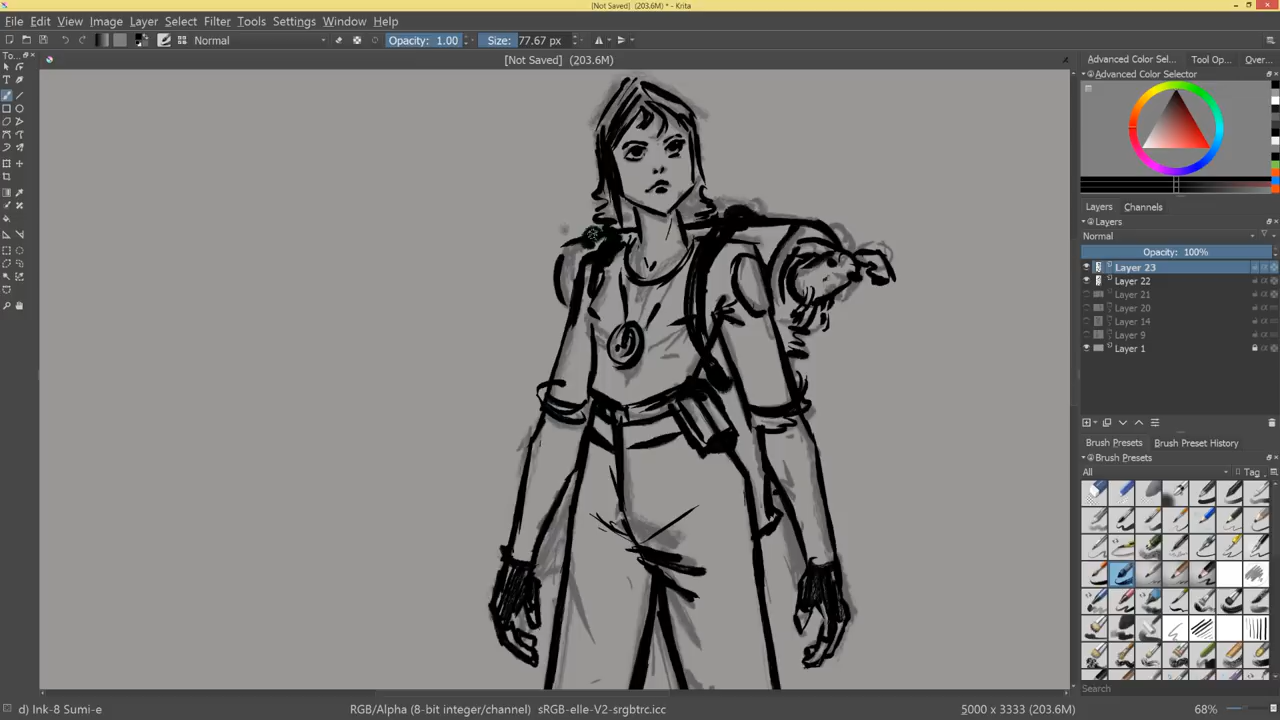 [Not Saved] (203.6M) * - Krita
File Edit View Image Layer Select Filter Tools Settings Window Help
Normal Opacity: 1.00 Size: 77.67 px
[Not Saved] (203.6M)
To...
Advanced Color Sel... Tool Op... Over...
Advanced Color Selector
Layers Channels
Layers
Normal
Opacity: 100%
Layer 23
Layer 22
Layer 21
Layer 20
Layer 14
Layer 9
Layer 1
Brush Presets Brush Preset History
Brush Presets
All Tag
Search
d) Ink-8 Sumi-e RGB/Alpha (8-bit integer/channel) sRGB-elle-V2-srgbtrc.icc 5000 x 3333 (203.6M) 68%